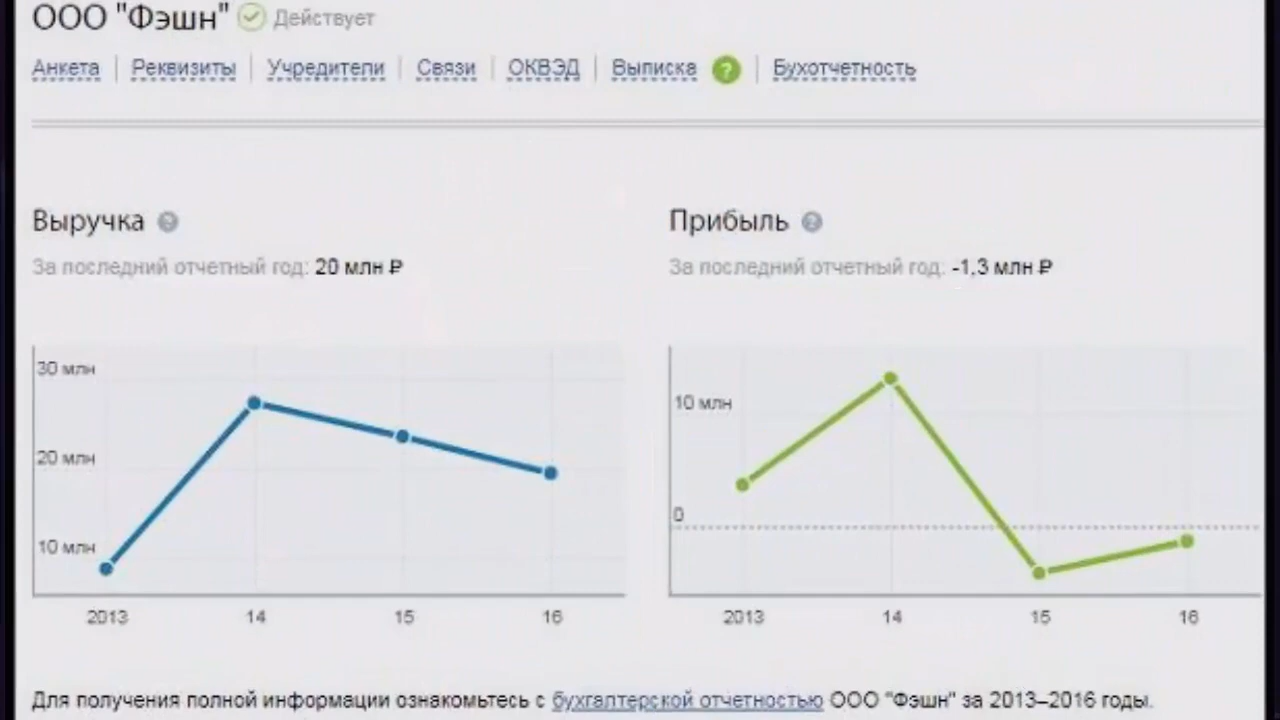 ООО "Фэшн" Действует
Анкета Реквизиты Учредители Связи ОКВЭД Выписка ? Бухотчетность
Выручка ?
За последний отчетный год: 20 млн ₽
30 млн
20 млн
10 млн
2013 14 15 16
Прибыль ?
За последний отчетный год: -1,3 млн ₽
10 млн
0
2013 14 15 16
Для получения полной информации ознакомьтесь с бухгалтерской отчетностью ООО "Фэшн" за 2013–2016 годы.